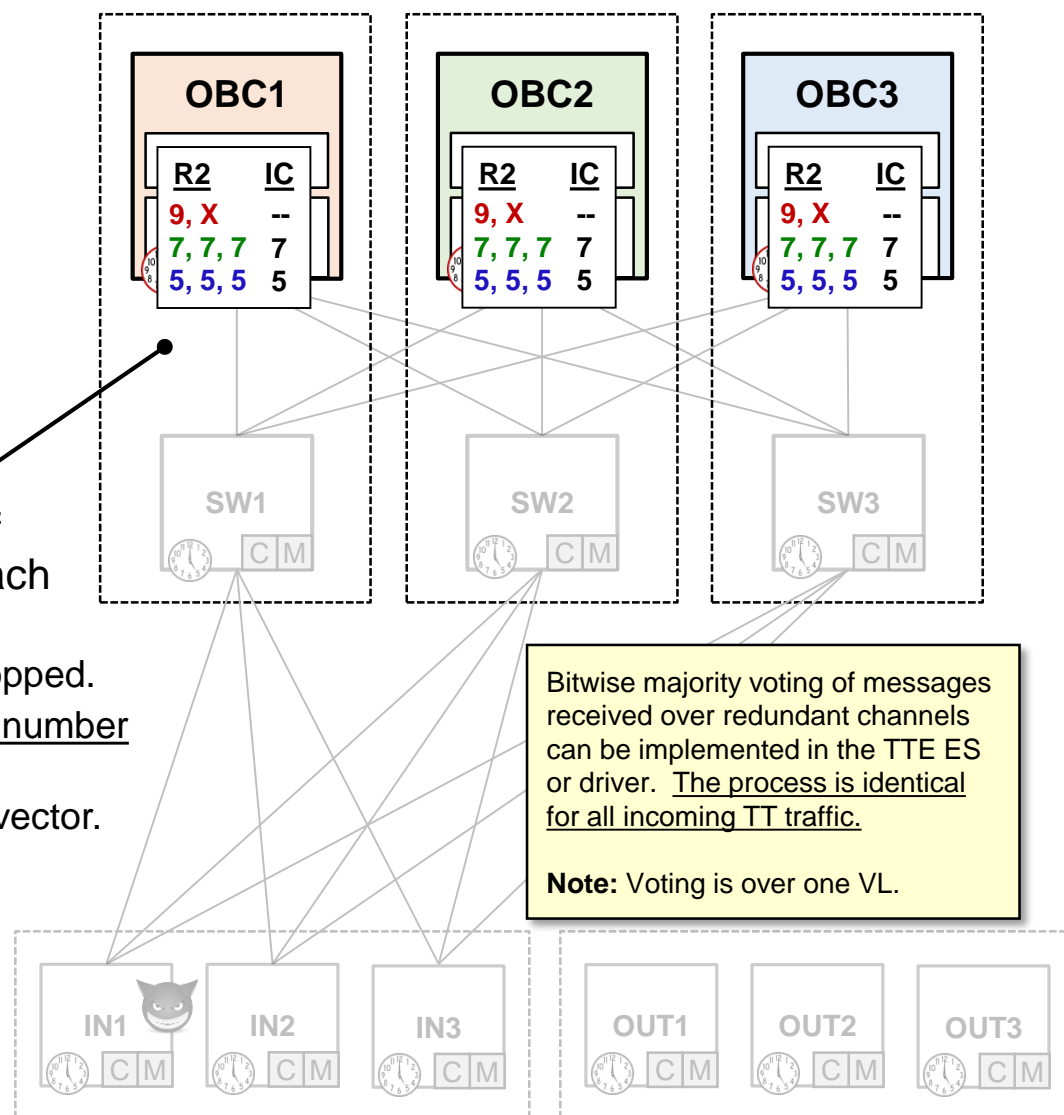 OBC1
R2 IC
9, X --
7, 7, 7 7
5, 5, 5 5
OBC2
R2 IC
9, X --
7, 7, 7 7
5, 5, 5 5
OBC3
R2 IC
9, X --
7, 7, 7 7
5, 5, 5 5
SW1
C M
SW2
C M
SW3
C M
number
vector.
Bitwise majority voting of messages
received over redundant channels
can be implemented in the TTE ES
or driver. The process is identical
for all incoming TT traffic.
Note: Voting is over one VL.
IN1
C M
IN2
C M
IN3
C M
OUT1
C M
OUT2
C M
OUT3
C M